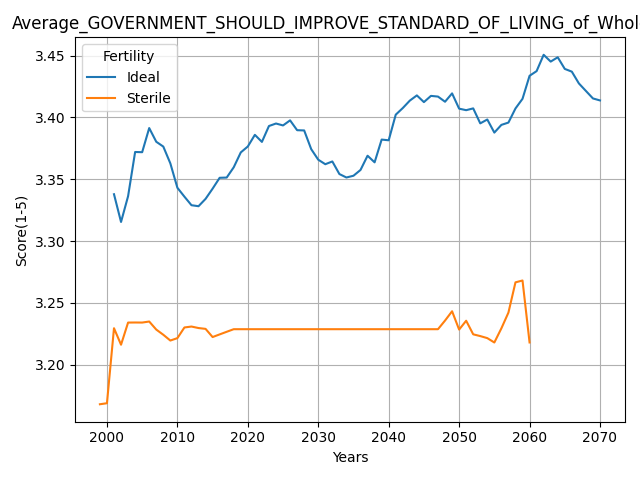 Average_GOVERNMENT_SHOULD_IMPROVE_STANDARD_OF_LIVING_of_Whol
Fertility
Ideal
Sterile
Score(1-5)
3.45
3.40
3.35
3.30
3.25
3.20
2000 2010 2020 2030 2040 2050 2060 2070
Years